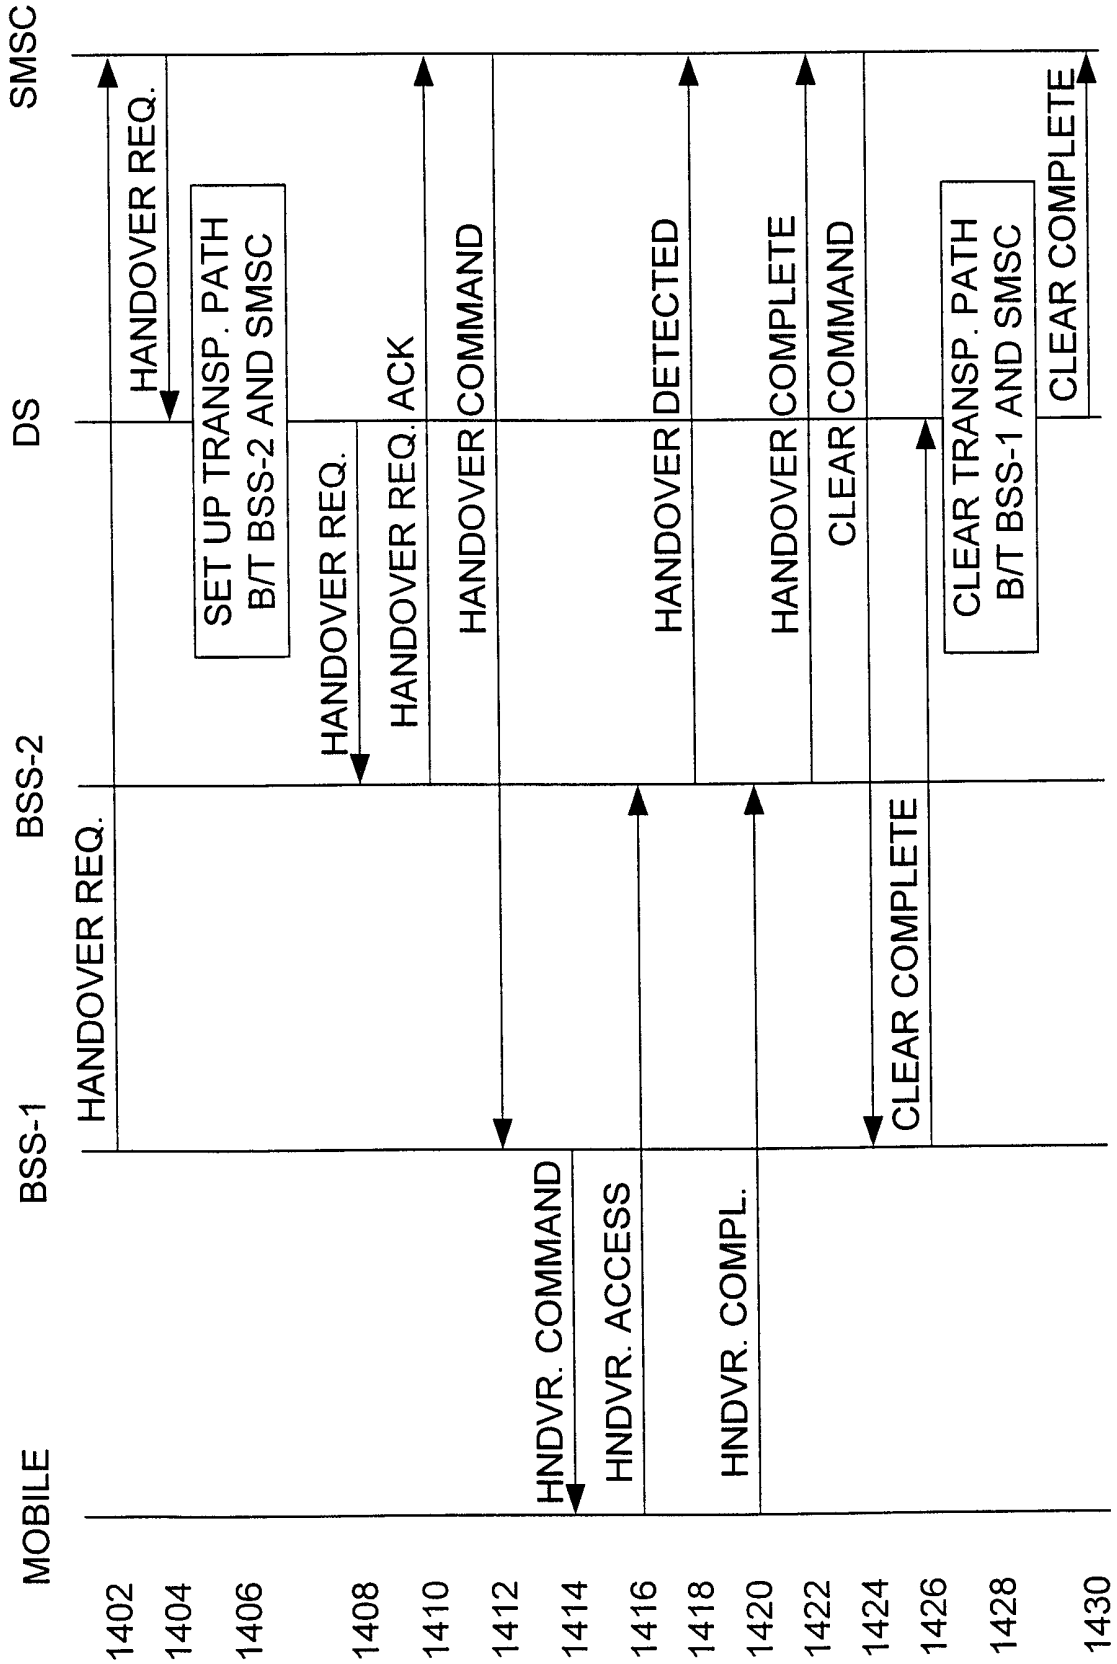 MOBILE
BSS-1
BSS-2
DS
SMSC
1402
HANDOVER REQ.
1404
HANDOVER REQ.
1406
SET UP TRANSP. PATH
B/T BSS-2 AND SMSC
1408
HANDOVER REQ.
1410
HANDOVER REQ. ACK
1412
HANDOVER COMMAND
1414
HNDVR. COMMAND
1416
HNDVR. ACCESS
1418
HANDOVER DETECTED
1420
HNDVR. COMPL.
1422
HANDOVER COMPLETE
1424
CLEAR COMMAND
1426
CLEAR COMPLETE
1428
CLEAR TRANSP. PATH
B/T BSS-1 AND SMSC
1430
CLEAR COMPLETE